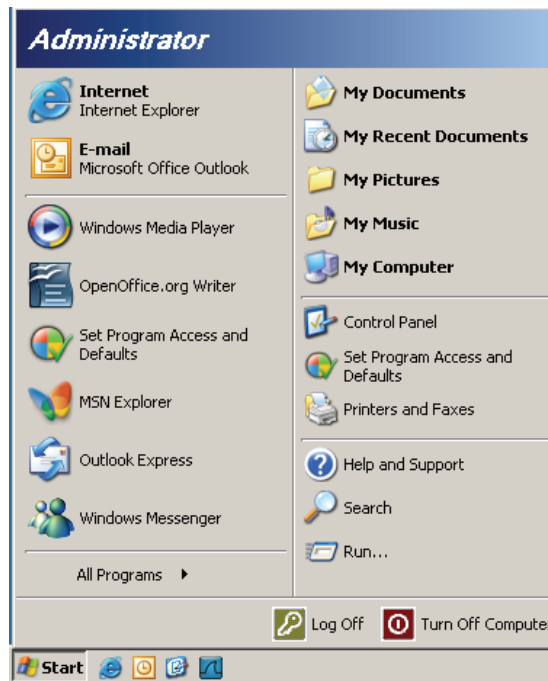 Administrator
Internet
Internet Explorer
E-mail
Microsoft Office Outlook
Windows Media Player
OpenOffice.org Writer
Set Program Access and
Defaults
MSN Explorer
Outlook Express
Windows Messenger
All Programs
My Documents
My Recent Documents
My Pictures
My Music
My Computer
Control Panel
Set Program Access and
Defaults
Printers and Faxes
Help and Support
Search
Run...
Log Off
Turn Off Compute
Start